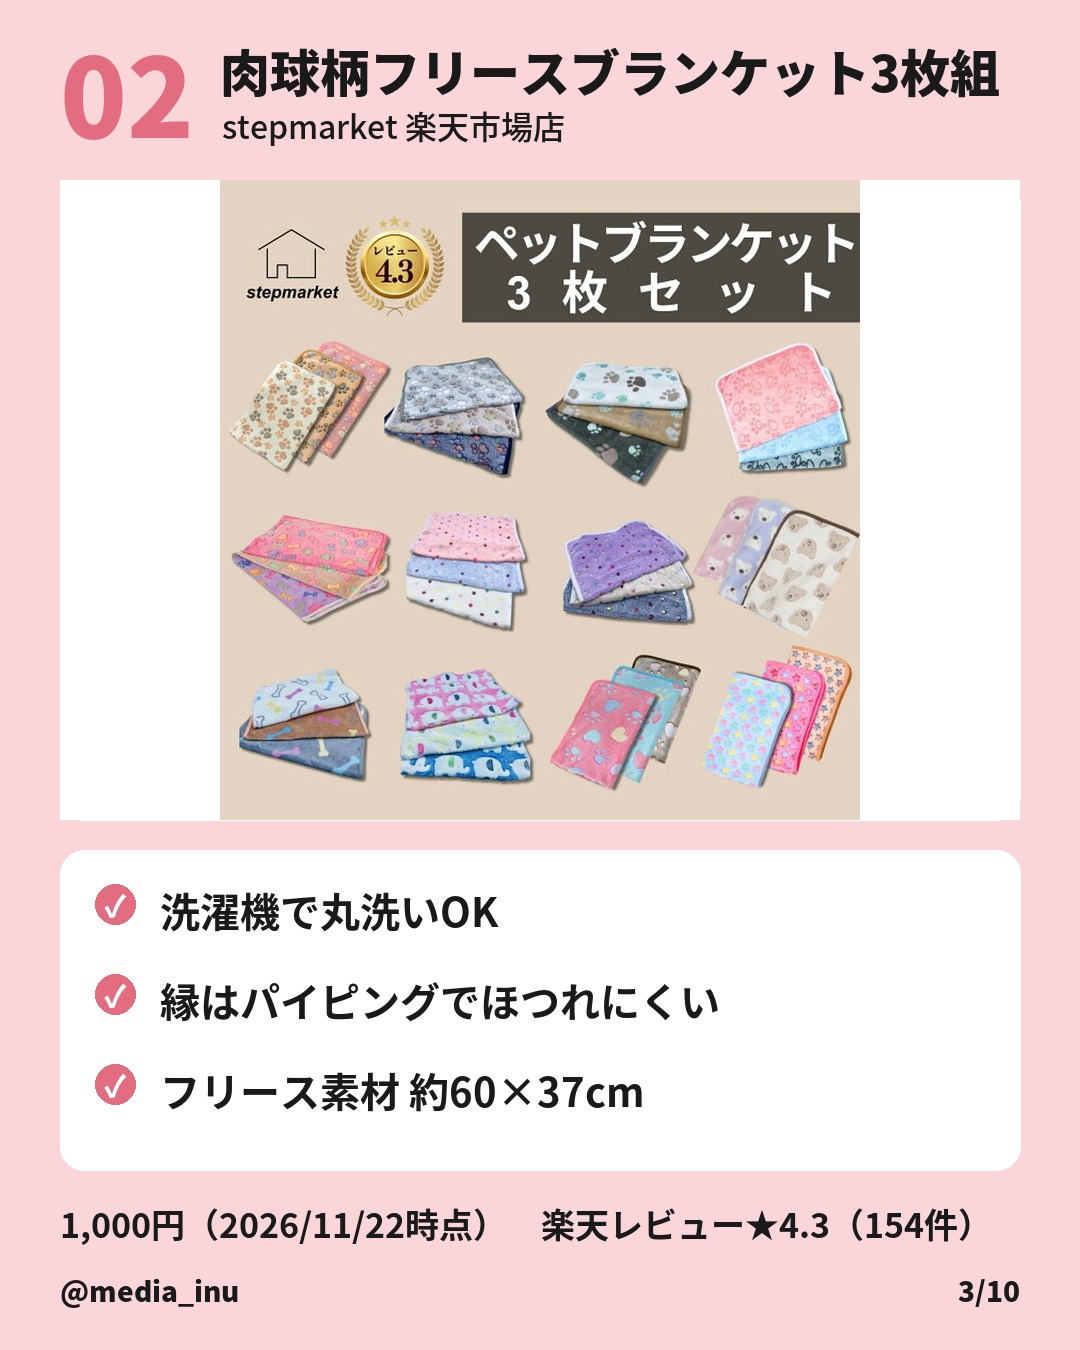 02
肉球柄フリースブランケット3枚組
stepmarket 楽天市場店
stepmarket
レビュー
4.3
ペットブランケット
3枚セット
洗濯機で丸洗いOK
縁はパイピングでほつれにくい
フリース素材 約60×37cm
1,000円（2026/11/22時点） 楽天レビュー★4.3（154件）
@media_inu
3/10